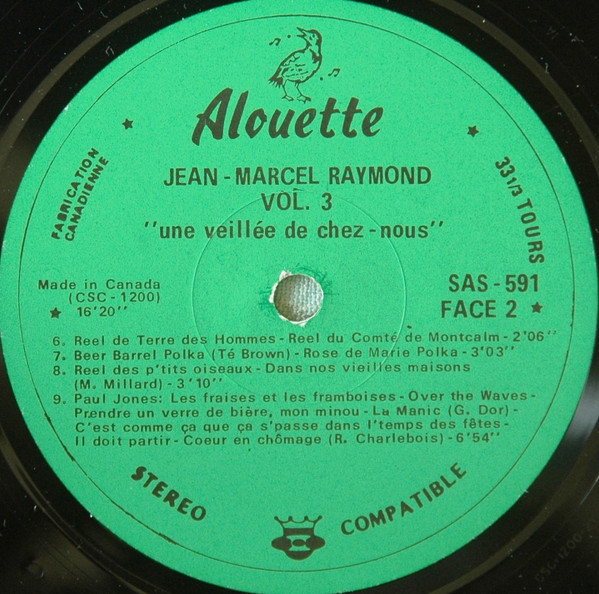 Alouette
JEAN-MARCEL RAYMOND
VOL. 3
"une veillée de chez-nous"
FABRICATION
CANADIENNE
33 1/3 TOURS
Made in Canada
(CSC-1200)
16'20"
SAS-591
FACE 2
6. Reel de Terre des Hommes - Reel du Comté de Montcalm - 2'06"
7. Beer Barrel Polka (Té Brown) - Rose de Marie Polka - 3'03"
8. Reel des p'tits oiseaux - Dans nos vieilles maisons
(M. Millard) - 3'10"
9. Paul Jones: Les fraises et les framboises - Over the Waves -
Prendre un verre de bière, mon minou - La Manic (G. Dor) -
C'est comme ça que ça s'passe dans l'temps des fêtes -
Il doit partir - Coeur en chômage (R. Charlebois) - 6'54"
STEREO
COMPATIBLE
CSC-1200